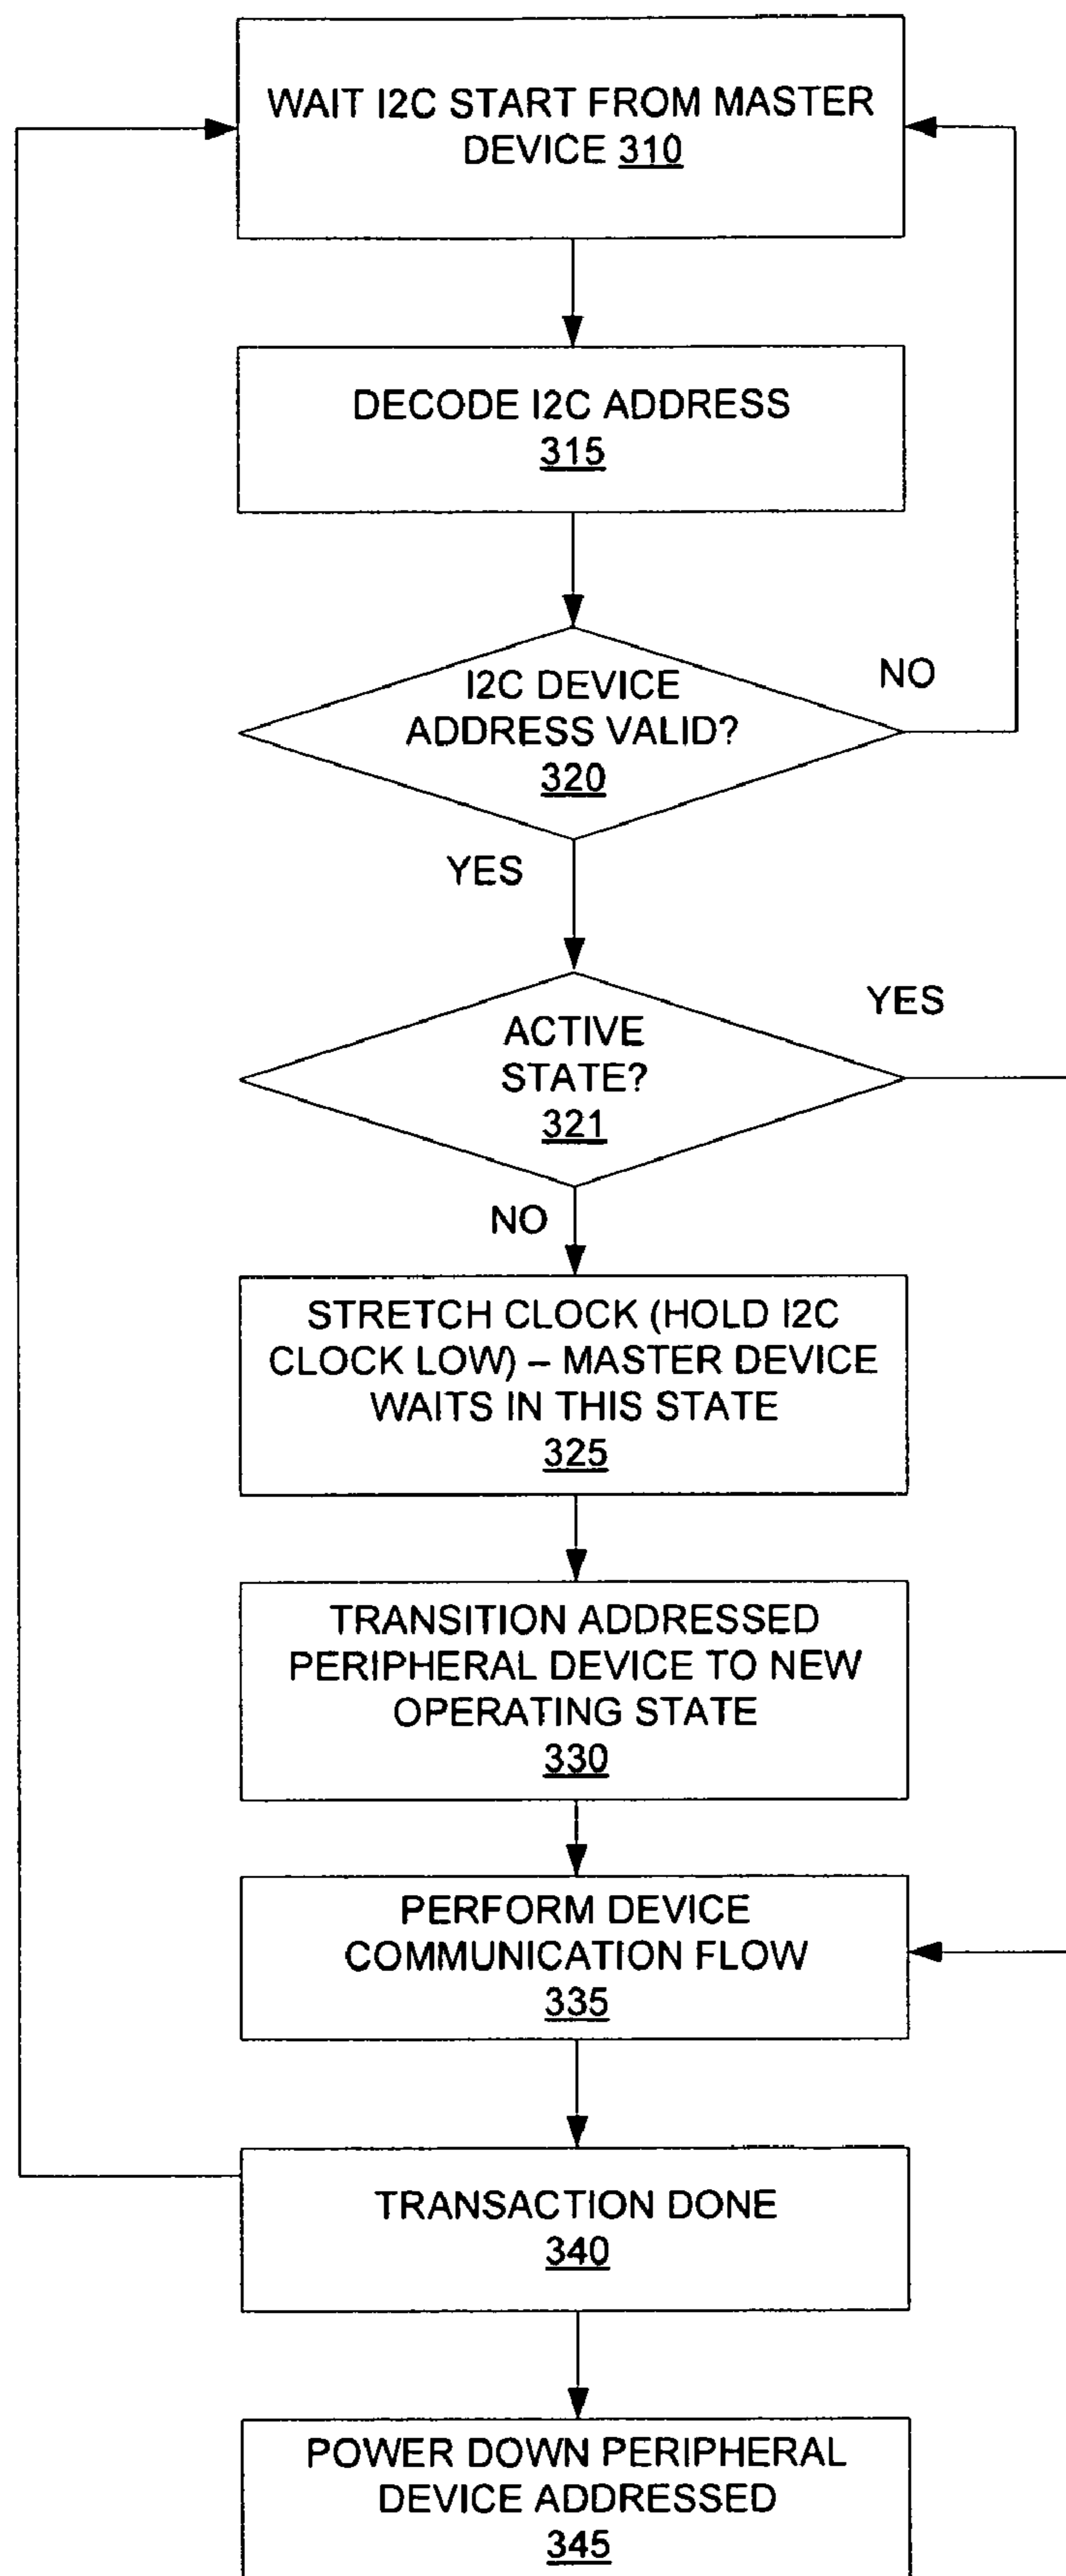 WAIT I2C START FROM MASTER
DEVICE 310
DECODE I2C ADDRESS
315
I2C DEVICE
ADDRESS VALID?
320
NO
YES
ACTIVE
STATE?
321
YES
NO
STRETCH CLOCK (HOLD I2C
CLOCK LOW) – MASTER DEVICE
WAITS IN THIS STATE
325
TRANSITION ADDRESSED
PERIPHERAL DEVICE TO NEW
OPERATING STATE
330
PERFORM DEVICE
COMMUNICATION FLOW
335
TRANSACTION DONE
340
POWER DOWN PERIPHERAL
DEVICE ADDRESSED
345